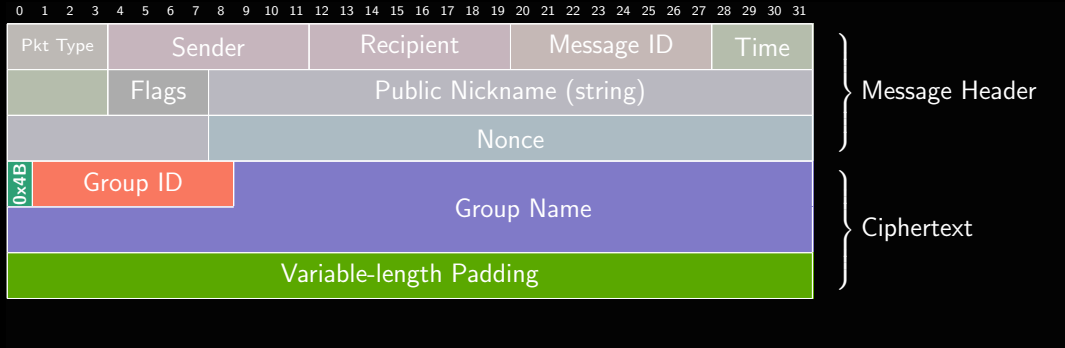 0 1 2 3 4 5 6 7 8 9 10 11 12 13 14 15 16 17 18 19 20 21 22 23 24 25 26 27 28 29 30 31
Pkt Type Sender Recipient Message ID Time
Flags Public Nickname (string) Message Header
Nonce
0x4B Group ID
Group Name
Ciphertext
Variable-length Padding